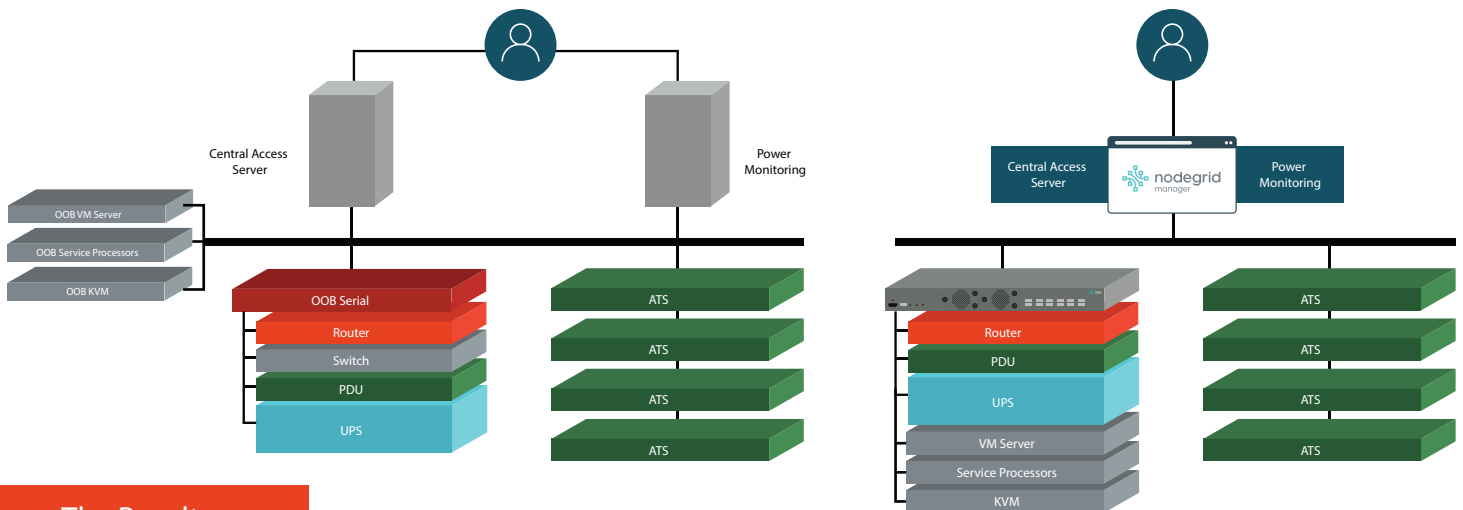 Central Access
Server
Power
Monitoring
OOB VM Server
OOB Service Processors
OOB KVM
OOB Serial
Router
Switch
PDU
UPS
ATS
ATS
ATS
ATS
Central Access
Server
nodegrid
manager
Power
Monitoring
Router
PDU
UPS
VM Server
Service Processors
KVM
ATS
ATS
ATS
ATS